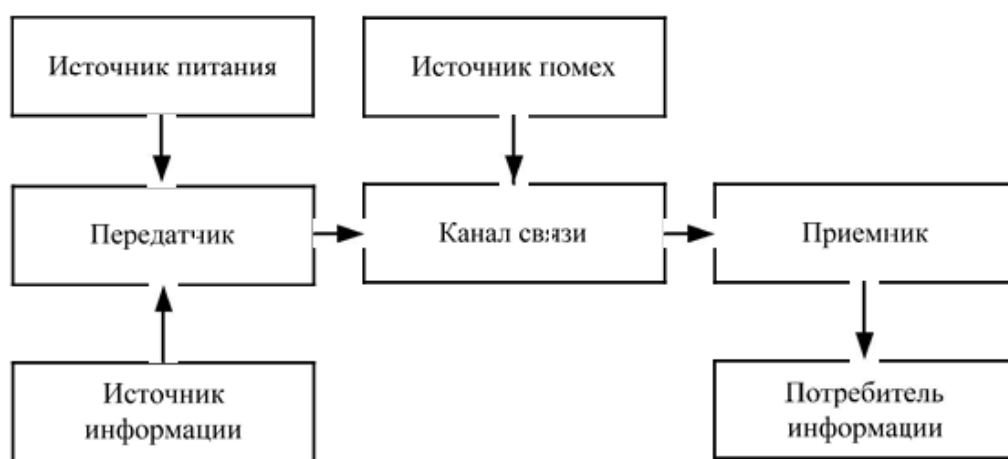 Источник питания
Источник помех
Передатчик
Канал связи
Приемник
Источник
информации
Потребитель
информации